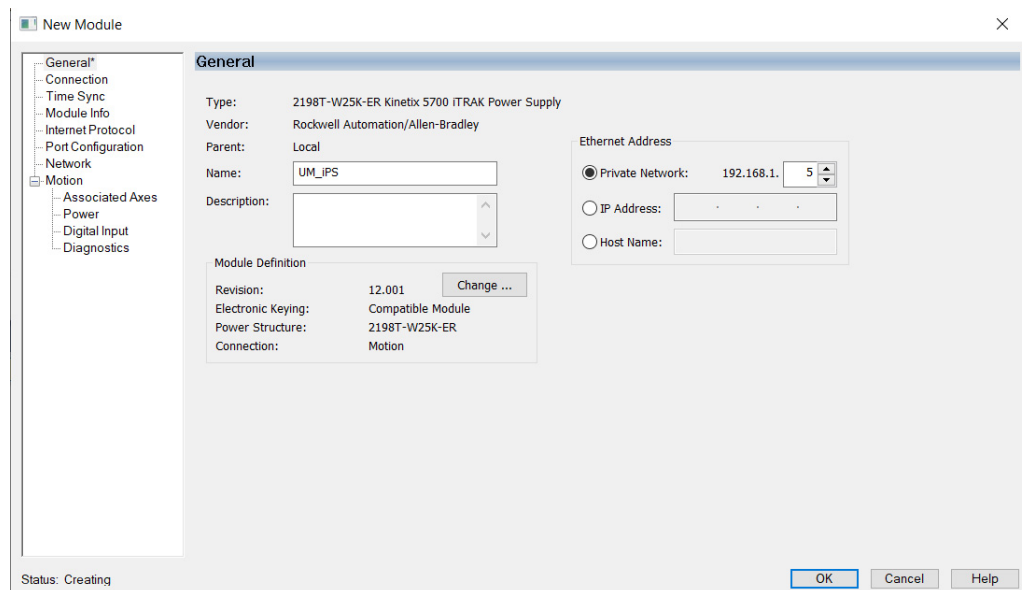 New Module
General*
Connection
Time Sync
Module Info
Internet Protocol
Port Configuration
Network
Motion
Associated Axes
Power
Digital Input
Diagnostics
General
Type: 2198T-W25K-ER Kinetix 5700 iTRAK Power Supply
Vendor: Rockwell Automation/Allen-Bradley
Parent: Local
Name: UM_iPS
Description:
Module Definition
Change ...
Revision: 12.001
Electronic Keying: Compatible Module
Power Structure: 2198T-W25K-ER
Connection: Motion
Ethernet Address
Private Network: 192.168.1. 5
IP Address: . . .
Host Name:
Status: Creating
OK Cancel Help